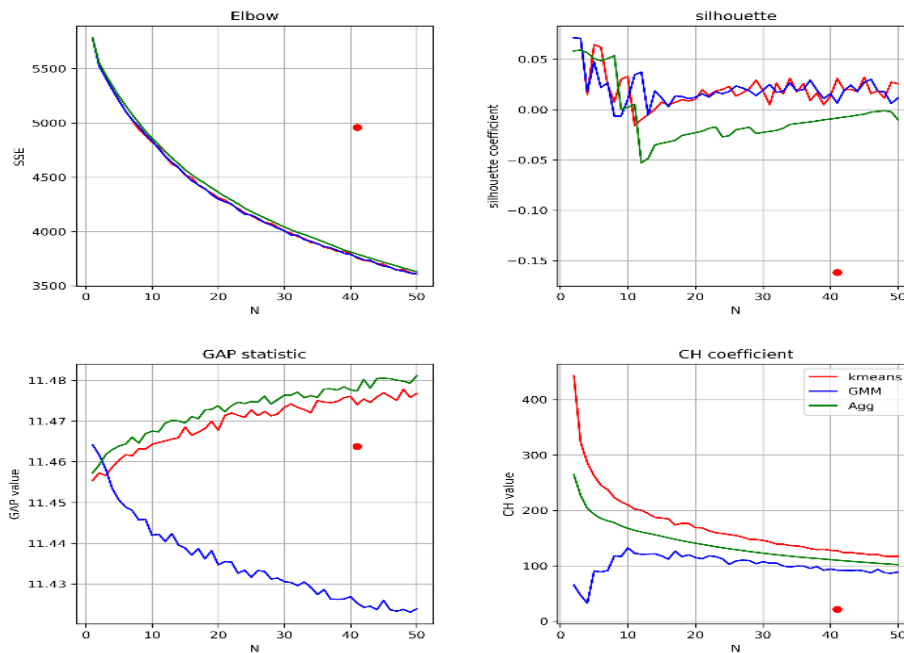 Elbow
5500
5000
4500
4000
3500
SSE
0 10 20 30 40 50
N
silhouette
0.05
0.00
−0.05
−0.10
−0.15
silhouette coefficient
0 10 20 30 40 50
N
GAP statistic
11.48
11.47
11.46
11.45
11.44
11.43
GAP value
0 10 20 30 40 50
N
CH coefficient
400
300
200
100
0
CH value
kmeans
GMM
Agg
0 10 20 30 40 50
N